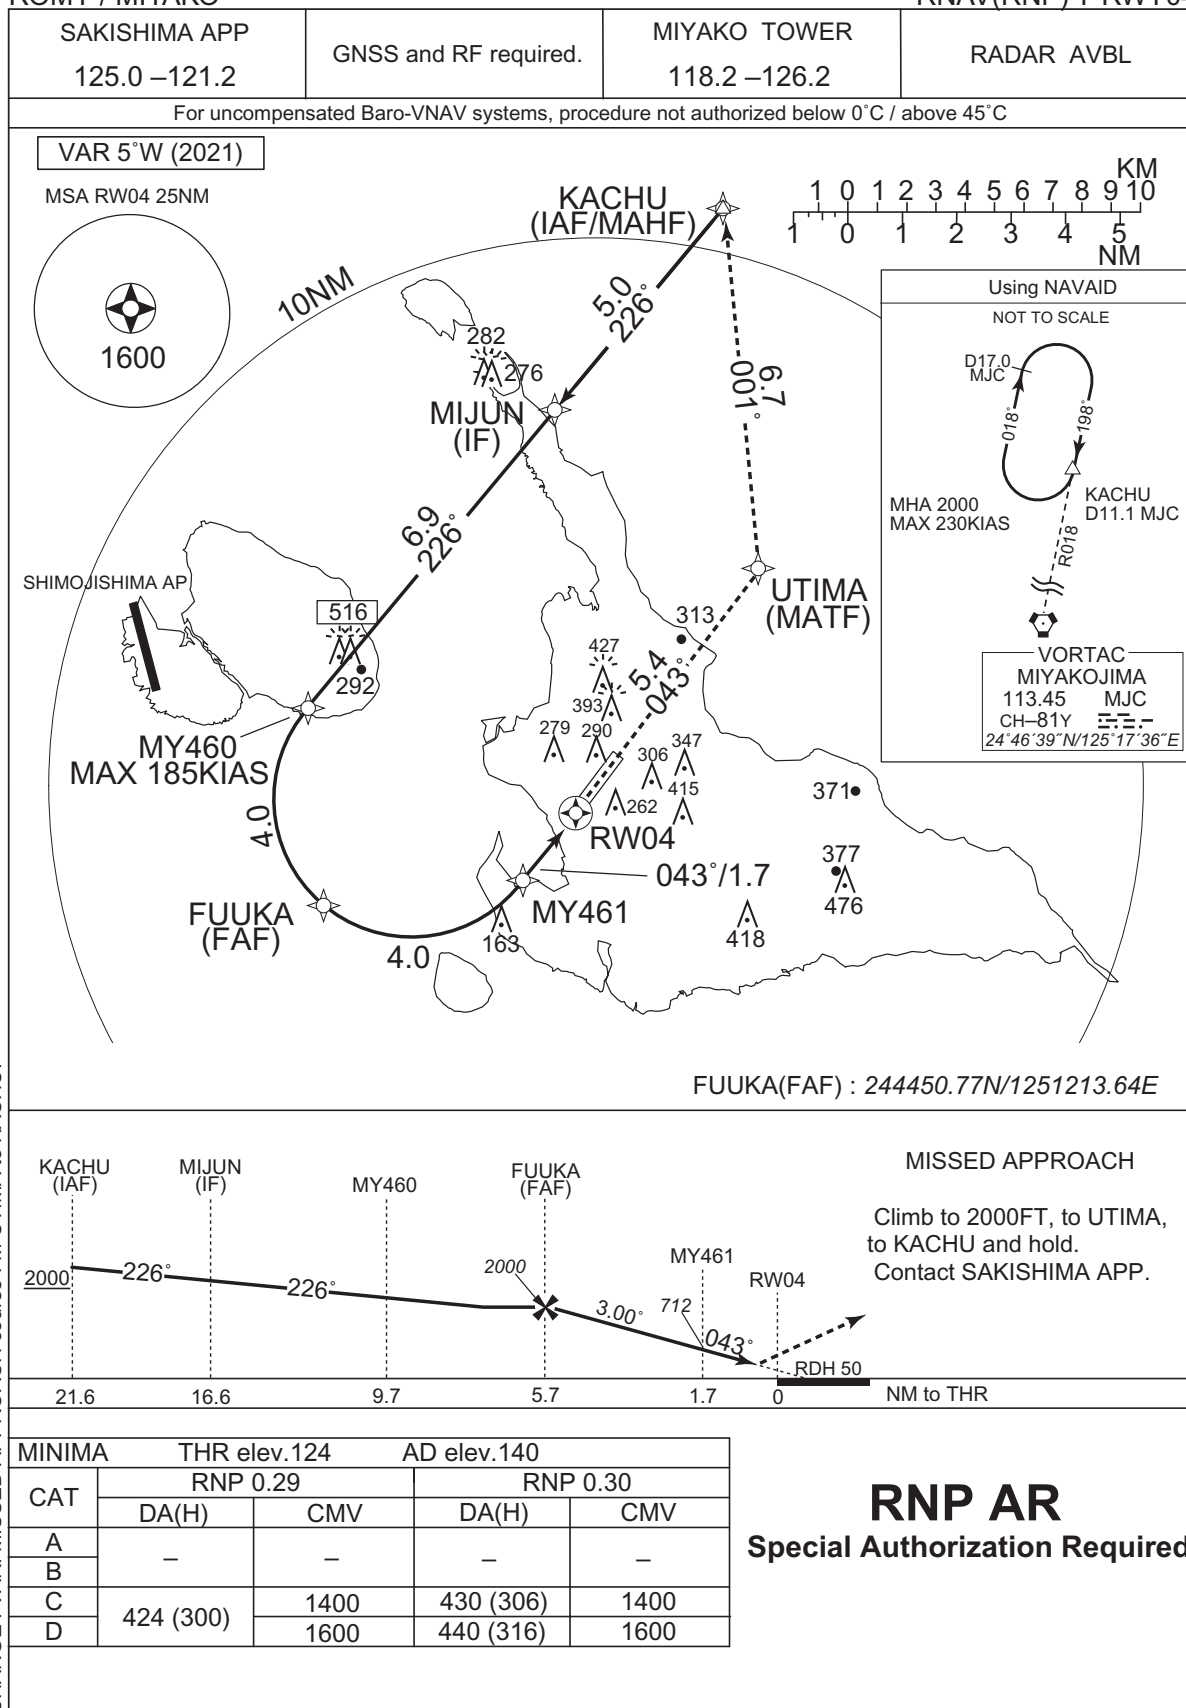 SAKISHIMA APP
125.0 –121.2
GNSS and RF required.
MIYAKO TOWER
118.2 –126.2
RADAR AVBL
For uncompensated Baro-VNAV systems, procedure not authorized below 0˚C / above 45˚C
VAR 5˚W (2021)
MSA RW04 25NM
1600
10NM
KACHU
(IAF/MAHF)
1 0 1 2 3 4 5 6 7 8 9 10
KM
1 0 1 2 3 4 5
NM
5.0
226˚
282
276
MIJUN
(IF)
6.7
001˚
Using NAVAID
NOT TO SCALE
D17.0
MJC
018˚
198˚
MHA 2000
MAX 230KIAS
KACHU
D11.1 MJC
R018
VORTAC
MIYAKOJIMA
113.45 MJC
CH–81Y
24˚46´39˝N/125˚17´36˝E
6.9
226˚
SHIMOJISHIMA AP
516
292
UTIMA
(MATF)
313
427
5.4
043˚
393
279
290
306
347
262
415
371
MY460
MAX 185KIAS
4.0
RW04
043˚/1.7
377
476
FUUKA
(FAF)
MY461
163
418
4.0
FUUKA(FAF) : 244450.77N/1251213.64E
KACHU
(IAF)
MIJUN
(IF)
MY460
FUUKA
(FAF)
MY461
RW04
MISSED APPROACH
Climb to 2000FT, to UTIMA,
to KACHU and hold.
Contact SAKISHIMA APP.
2000
226˚
226˚
2000
3.00˚
712
043˚
RDH 50
21.6 16.6 9.7 5.7 1.7 0 NM to THR
MINIMA THR elev.124 AD elev.140
CAT RNP 0.29 RNP 0.30
DA(H) CMV DA(H) CMV
A
B
– – – –
C 424 (300) 1400 430 (306) 1400
D 1600 440 (316) 1600
RNP AR
Special Authorization Required